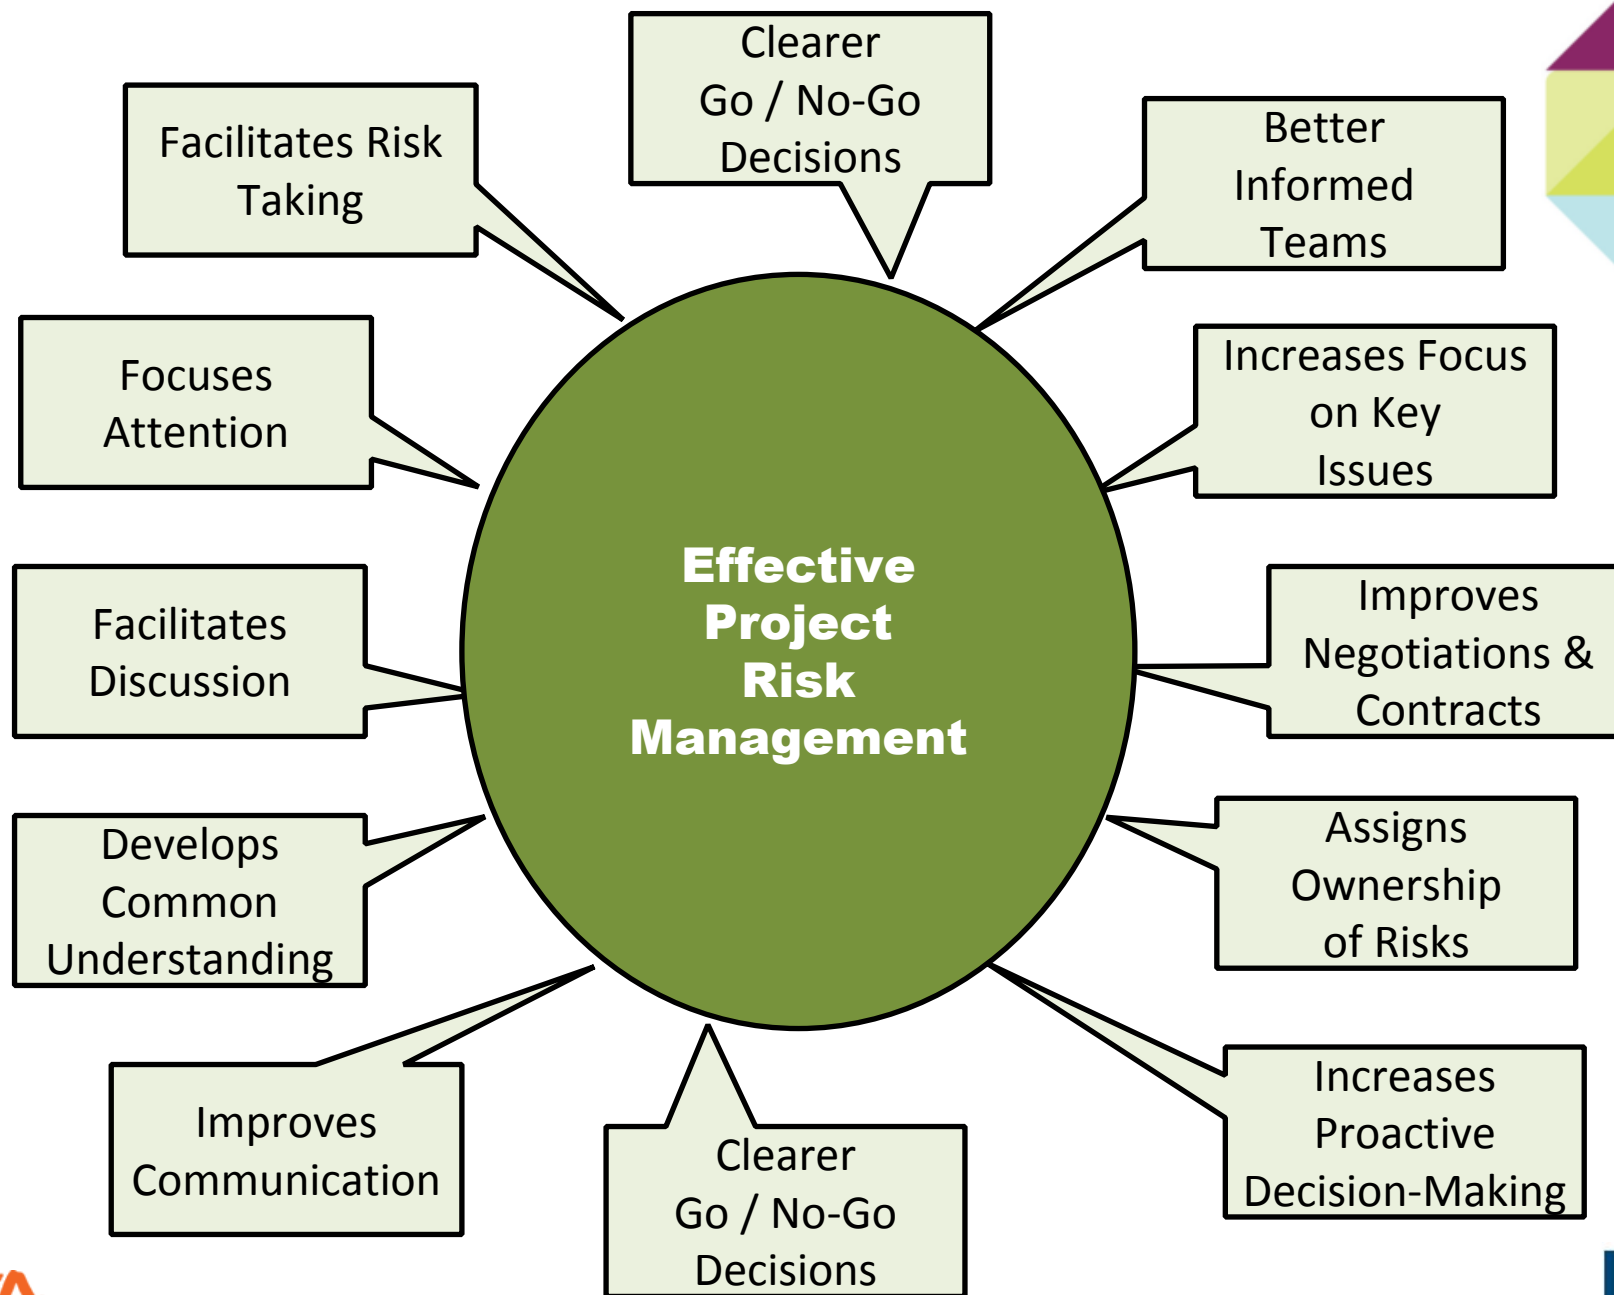 Clearer
Go / No-Go
Decisions
Facilitates Risk
Taking
Better
Informed
Teams
Focuses
Attention
Increases Focus
on Key
Issues
Effective
Project
Risk
Management
Facilitates
Discussion
Improves
Negotiations &
Contracts
Develops
Common
Understanding
Assigns
Ownership
of Risks
Improves
Communication
Clearer
Go / No-Go
Decisions
Increases
Proactive
Decision-Making